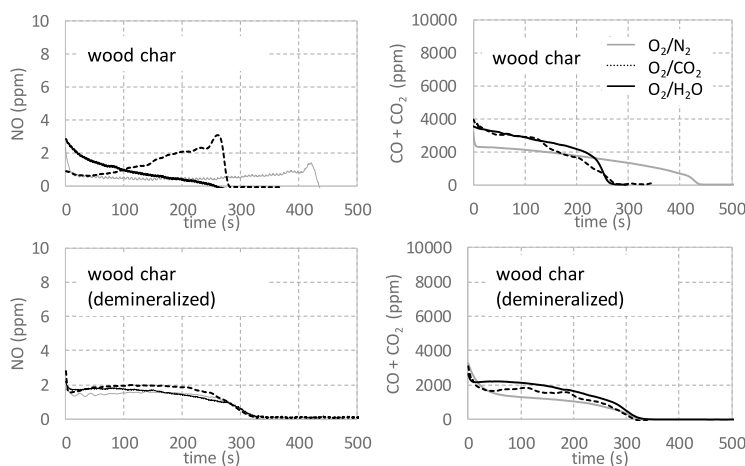 NO (ppm)
10
8
6
4
2
0
wood char
0 100 200 300 400 500
time (s)
CO + CO₂ (ppm)
10000
8000
6000
4000
2000
0
wood char
O₂/N₂
O₂/CO₂
O₂/H₂O
0 100 200 300 400 500
time (s)
NO (ppm)
10
8
6
4
2
0
wood char
(demineralized)
0 100 200 300 400 500
time (s)
CO + CO₂ (ppm)
10000
8000
6000
4000
2000
0
wood char
(demineralized)
0 100 200 300 400 500
time (s)